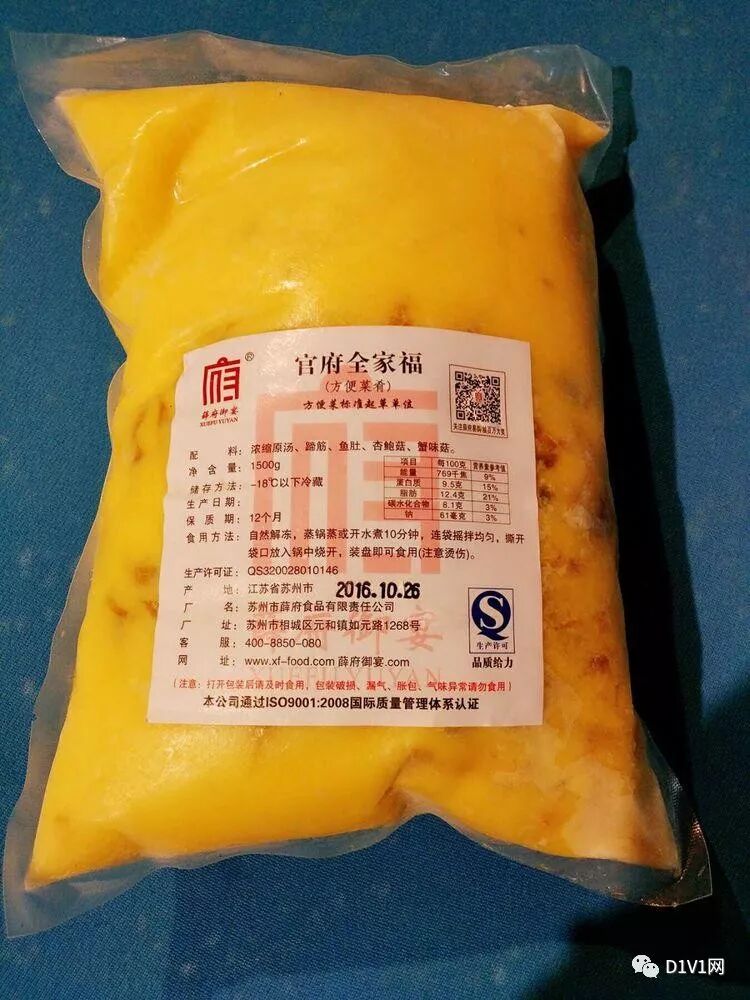 官府全家福
(方便菜肴)
方便菜标准起草单位
府
®
薛府御宴
XUEFU YUYAN
配 料：浓缩原汤、蹄筋、鱼肚、杏鲍菇、蟹味菇。
净 含 量：1500g
储存方法：-18℃以下冷藏
生产日期：
保 质 期：12个月
项目 每100克 营养素参考值
能量 769千焦 9%
蛋白质 9.5克 15%
脂肪 12.4克 21%
碳水化合物 8.1克 3%
钠 61毫克 3%
食用方法：自然解冻，蒸锅蒸或开水煮10分钟，连袋摇拌均匀，撕开
袋口放入锅中烧开，装盘即可食用(注意烫伤)。
生产许可证：QS320028010146
产 地：江苏省苏州市
2016.10.26
厂 名：苏州市薛府食品有限责任公司
厂 址：苏州市相城区元和镇如元路1268号
客 服：400-8850-080
网 址：www.xf-food.com 薛府御宴.com
生产许可
品质给力
薛府御宴
XUEFU YUYAN
(注意：打开包装后请及时食用，包装破损、漏气、胀包、气味异常请勿食用)
本公司通过ISO9001:2008国际质量管理体系认证
D1V1网